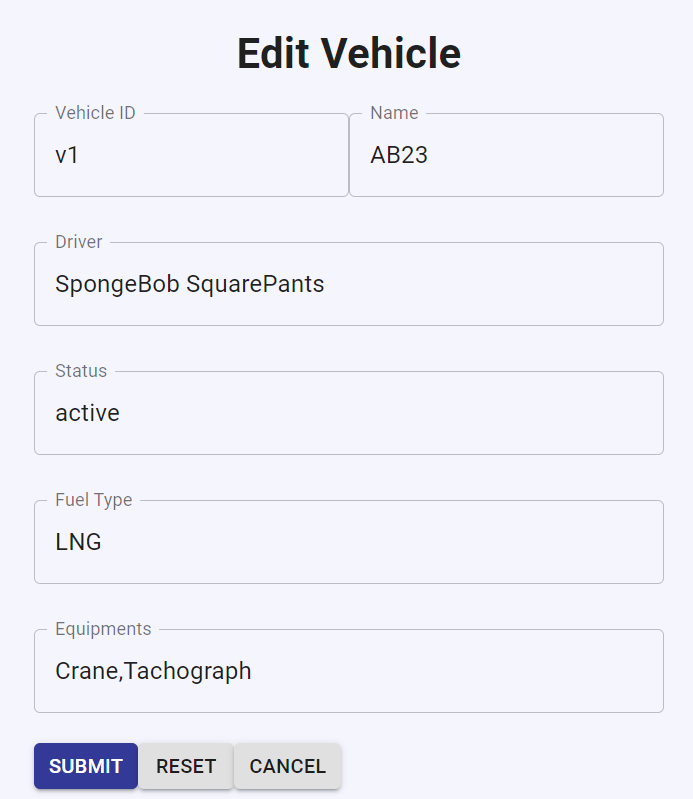 Edit Vehicle
Vehicle ID Name
v1 AB23
Driver
SpongeBob SquarePants
Status
active
Fuel Type
LNG
Equipments
Crane,Tachograph
SUBMIT RESET CANCEL